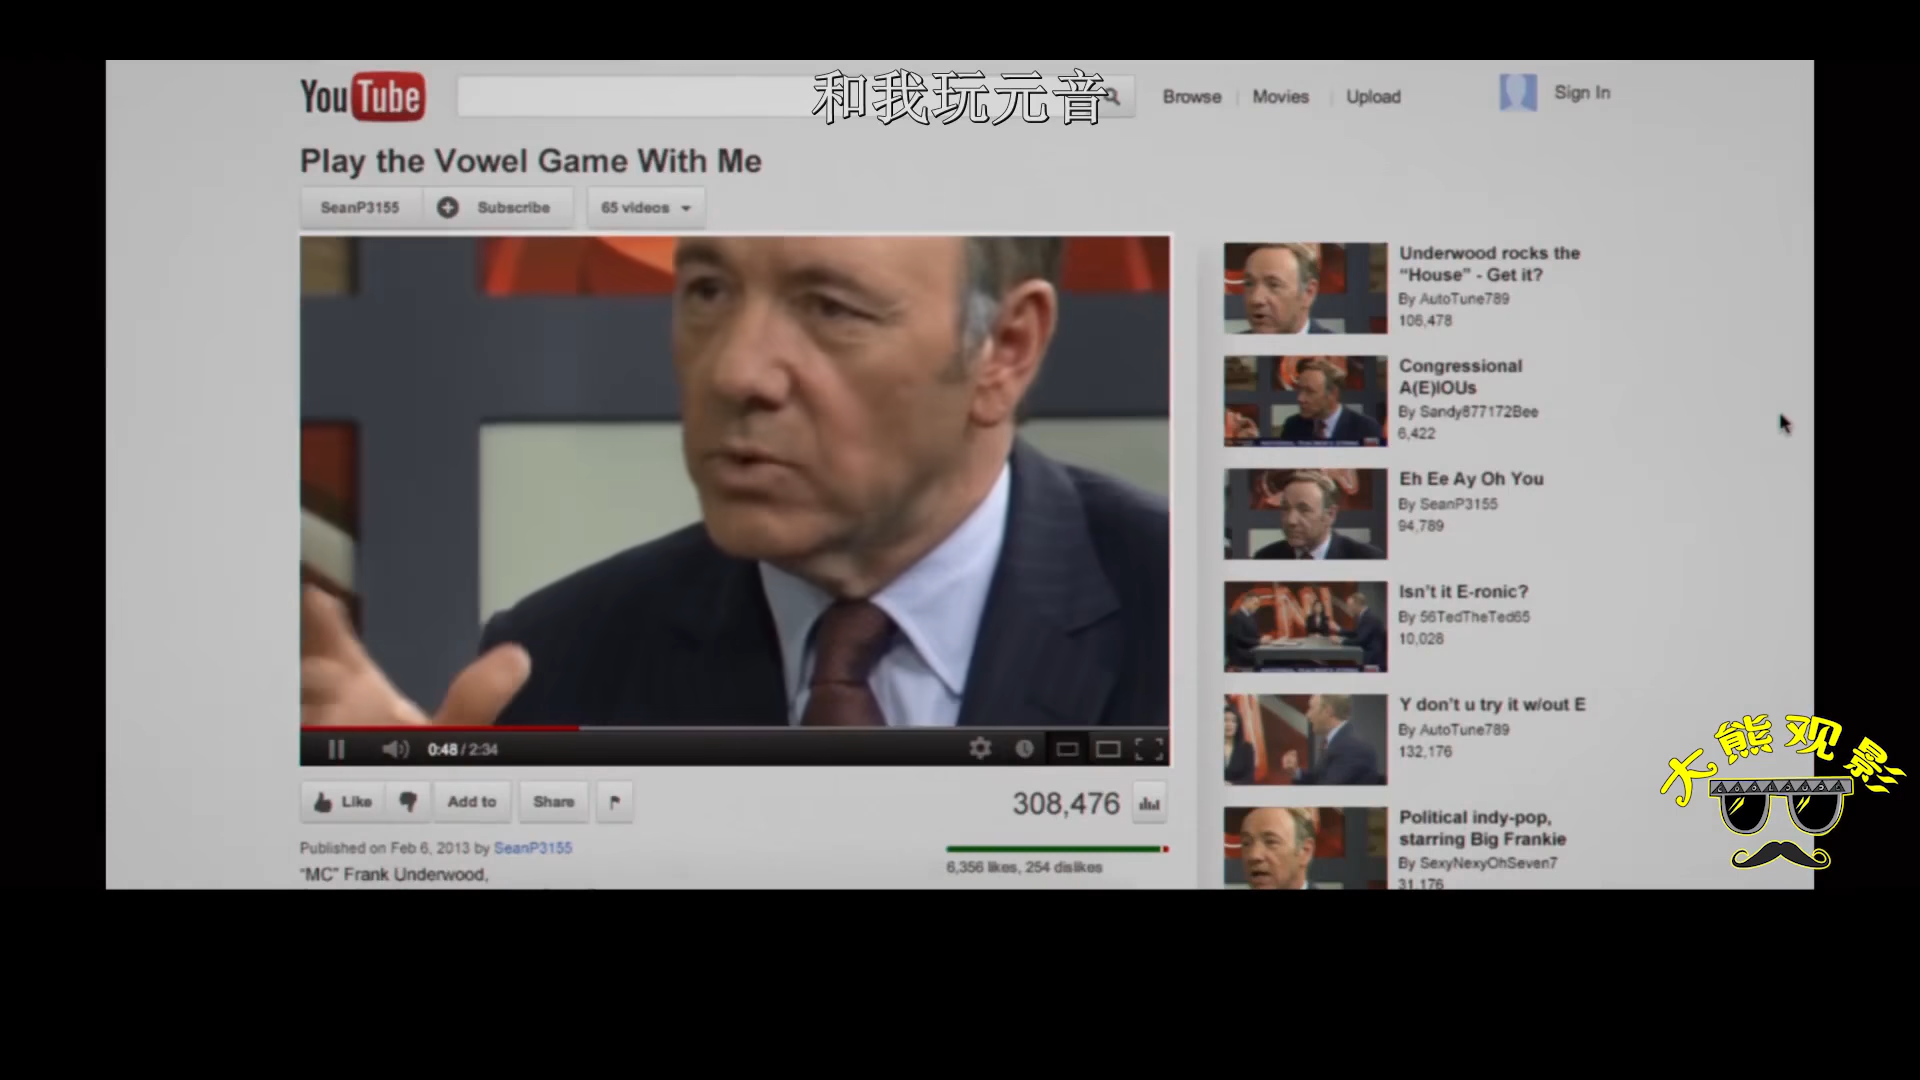 YouTube
和我玩元音
Browse
Movies
Upload
Sign In
Play the Vowel Game With Me
SeanP3155
Subscribe
65 videos
0:48 / 2:34
Like
Add to
Share
308,476
Published on Feb 6, 2013 by SeanP3155
6,356 likes, 254 dislikes
“MC” Frank Underwood,
Underwood rocks the
“House” - Get it?
By AutoTune789
106,478
Congressional
A(E)IOUs
By Sandy877172Bee
6,422
Eh Ee Ay Oh You
By SeanP3155
94,789
Isn't it E-ronic?
By 56TedTheTed65
10,028
Y don't u try it w/out E
By AutoTune789
132,176
Political indy-pop,
starring Big Frankie
By SexyNexyOhSeven7
31,176
大熊观影